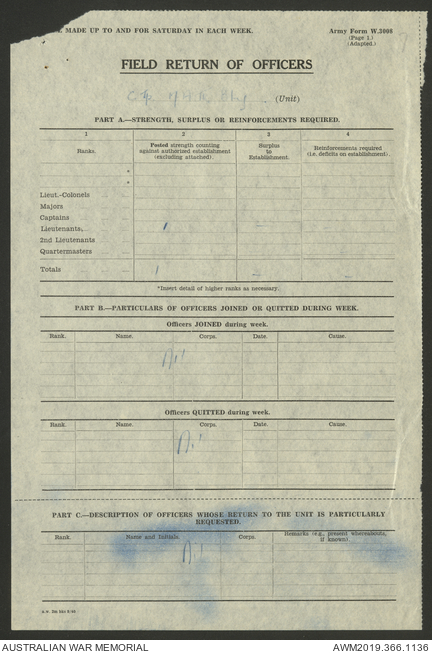 MADE UP TO AND FOR SATURDAY IN EACH WEEK.
Army Form W.3008
(Page 1.)
(Adapted.)
FIELD RETURN OF OFFICERS
(Unit)
PART A.—STRENGTH, SURPLUS OR REINFORCEMENTS REQUIRED.
1 2 3 4
Ranks. Posted strength counting against authorized establishment (excluding attached). Surplus to Establishment. Reinforcements required (i.e. deficits on establishment).
*
*
Lieut.-Colonels
Majors
Captains
Lieutenants,.. 1
2nd Lieutenants
Quartermasters
Totals 1 — —
*Insert detail of higher ranks as necessary.
PART B.—PARTICULARS OF OFFICERS JOINED OR QUITTED DURING WEEK.
Officers JOINED during week.
Rank. Name. Corps. Date. Cause.
Nil
Officers QUITTED during week.
Rank. Name. Corps. Date. Cause.
Nil
PART C.—DESCRIPTION OF OFFICERS WHOSE RETURN TO THE UNIT IS PARTICULARLY REQUESTED.
Rank. Name and Initials. Corps. Remarks (e.g., present whereabouts, if known).
Nil
AUSTRALIAN WAR MEMORIAL
AWM2019.366.1136